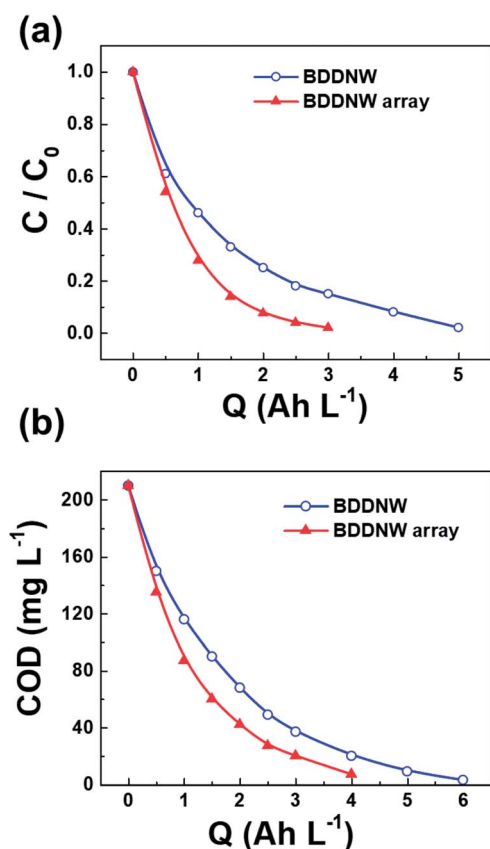 (a)
BDDNW
BDDNW array
1.0
0.8
0.6
0.4
0.2
0.0
C / C₀
0 1 2 3 4 5
Q (Ah L⁻¹)
(b)
BDDNW
BDDNW array
200
160
120
80
40
0
COD (mg L⁻¹)
0 1 2 3 4 5 6
Q (Ah L⁻¹)